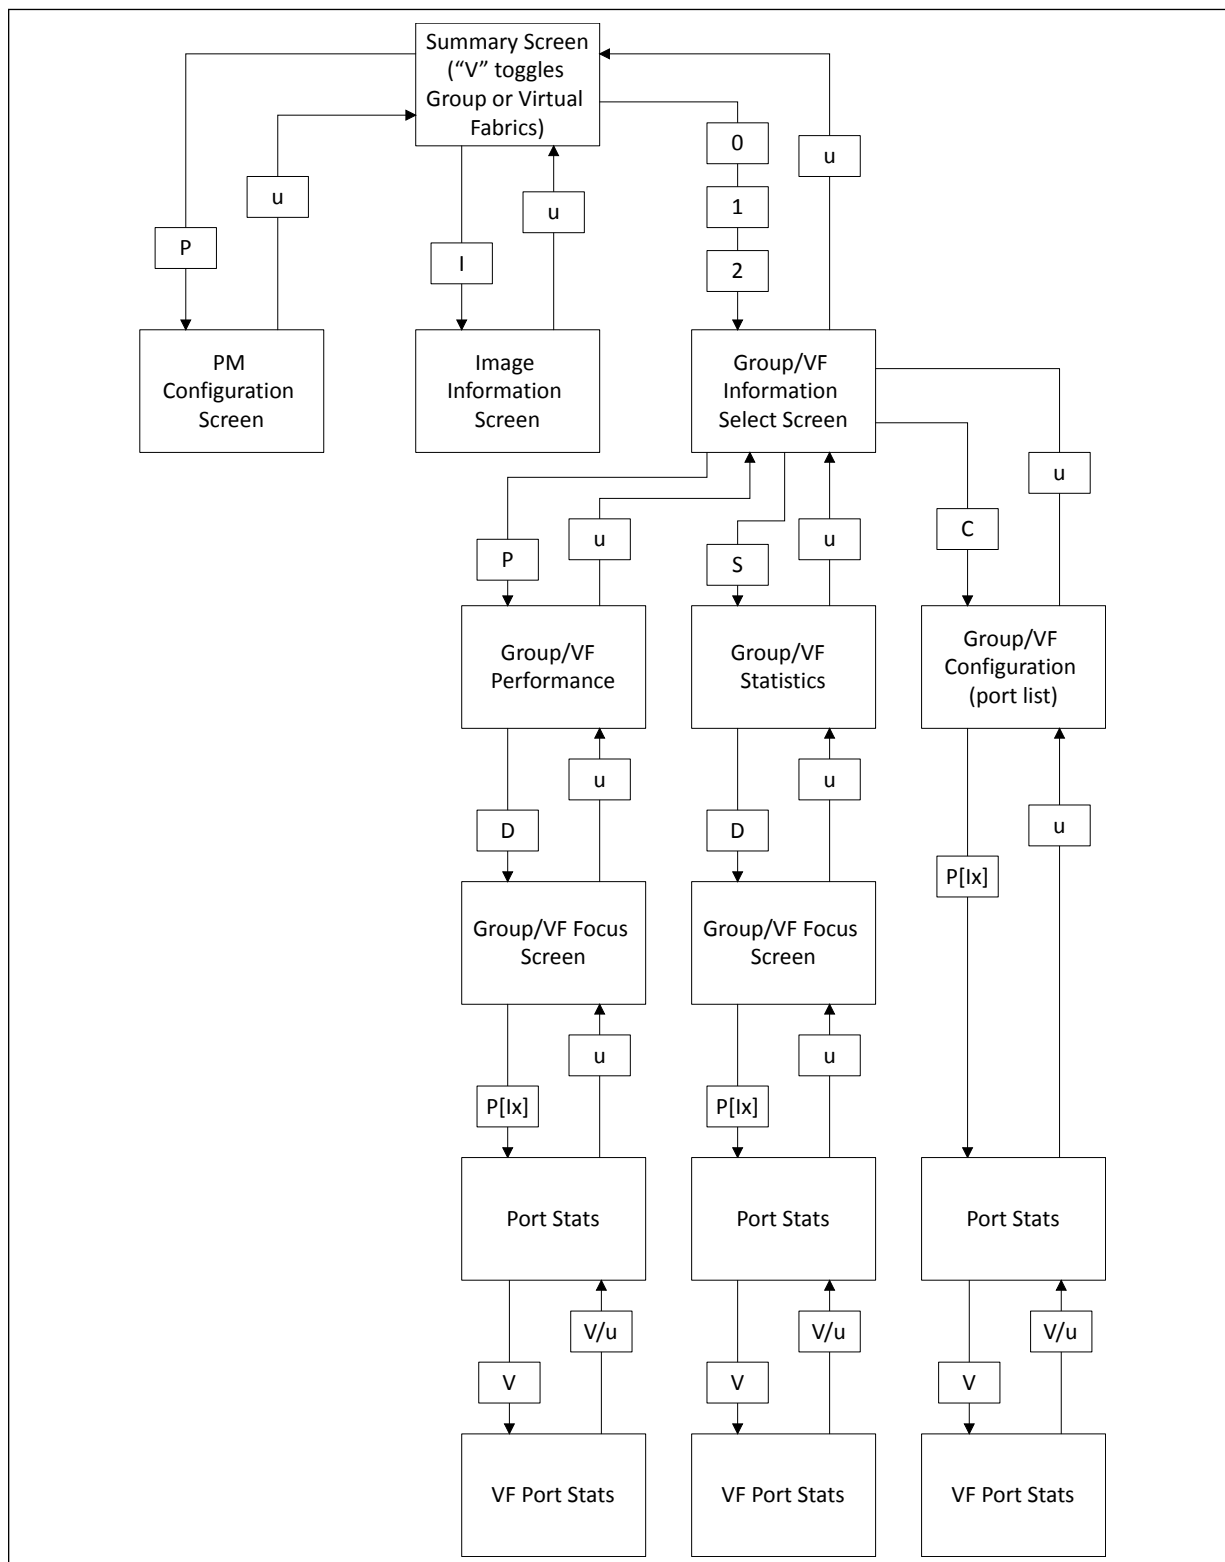 Summary Screen
(“V” toggles
Group or Virtual
Fabrics)
0
u
u
1
u
P
I
2
PM
Configuration
Screen
Image
Information
Screen
Group/VF
Information
Select Screen
u
P
u
S
u
C
Group/VF
Performance
Group/VF
Statistics
Group/VF
Configuration
(port list)
u
u
D
D
u
P[Ix]
Group/VF Focus
Screen
Group/VF Focus
Screen
u
u
P[Ix]
P[Ix]
Port Stats
Port Stats
Port Stats
V/u
V/u
V/u
V
V
V
VF Port Stats
VF Port Stats
VF Port Stats